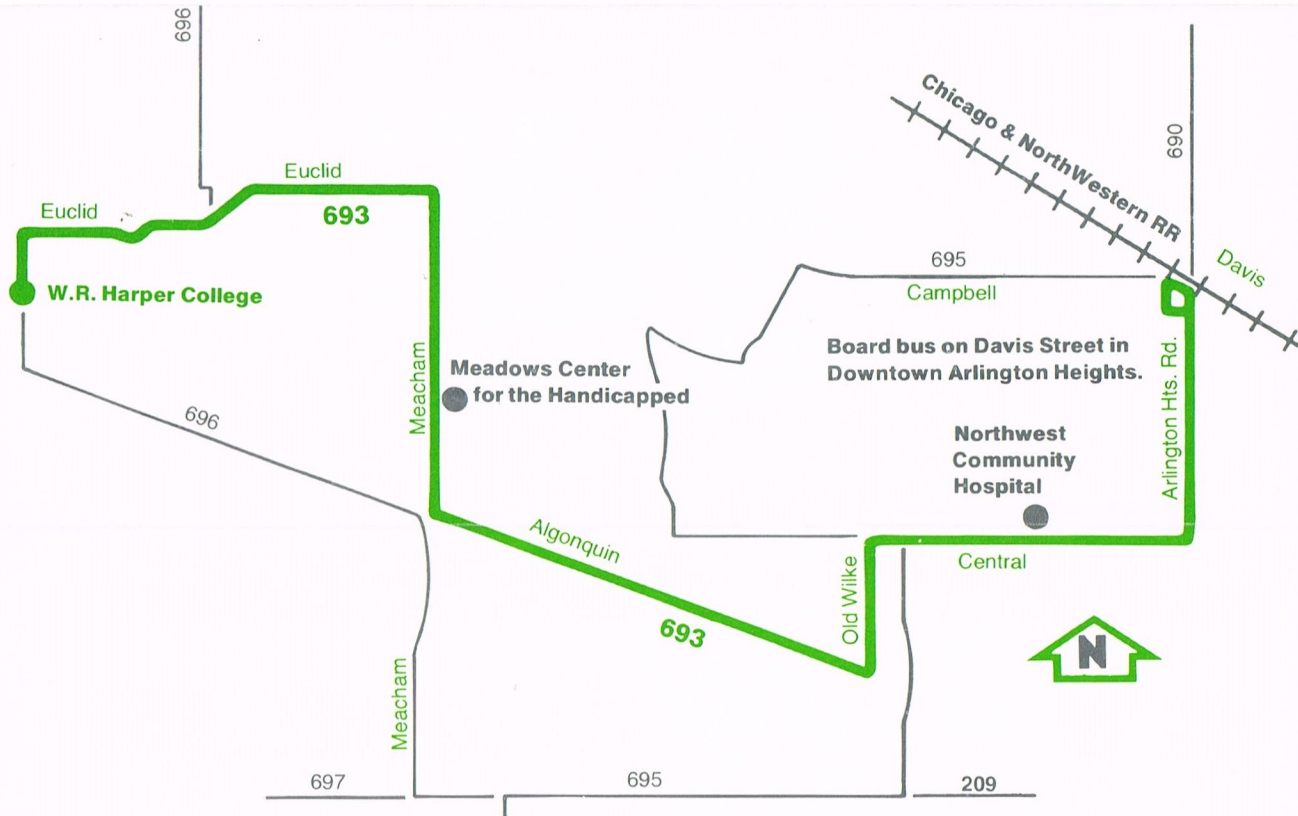 696
Chicago & NorthWestern RR
690
Euclid
Euclid
693
Davis
695
Campbell
W.R. Harper College
Board bus on Davis Street in
Downtown Arlington Heights.
Arlington Hts. Rd.
Meacham
Meadows Center
for the Handicapped
696
Northwest
Community
Hospital
Algonquin
Central
Old Wilke
693
N
Meacham
697
695
209